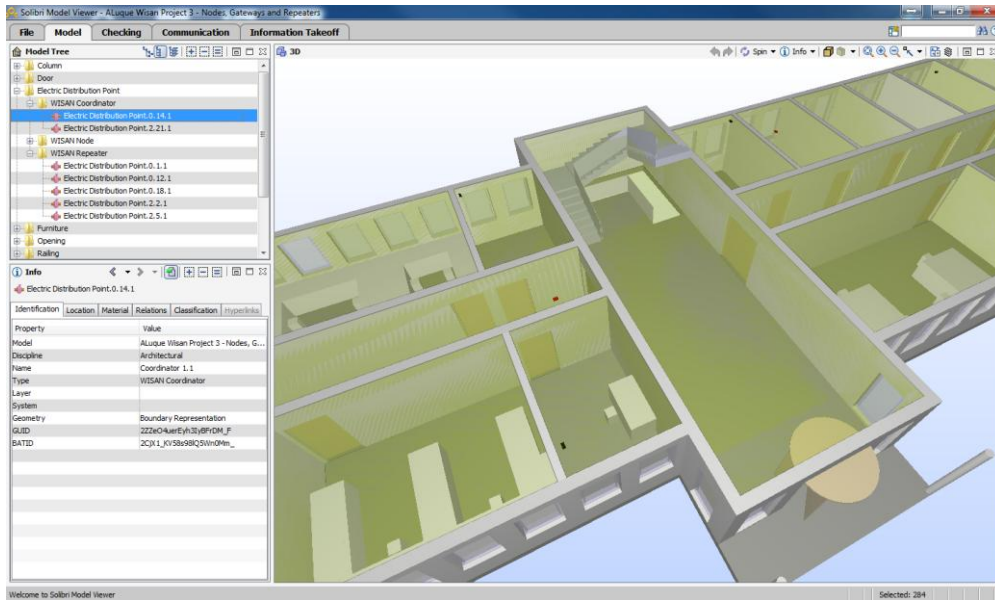 Solibri Model Viewer - ALuque Wisan Project 3 - Nodes, Gateways and Repeaters
File Model Checking Communication Information Takeoff
Model Tree
3D
Spin Info
Column
Door
Electric Distribution Point
WISAN Coordinator
Electric Distribution Point.0.14.1
Electric Distribution Point.2.21.1
WISAN Node
WISAN Repeater
Electric Distribution Point.0.1.1
Electric Distribution Point.0.12.1
Electric Distribution Point.0.18.1
Electric Distribution Point.2.2.1
Electric Distribution Point.2.5.1
Furniture
Opening
Railing
Info
Electric Distribution Point.0.14.1
Identification Location Material Relations Classification Hyperlinks
Property Value
Model ALuque Wisan Project 3 - Nodes, G...
Discipline Architectural
Name Coordinator 1.1
Type WISAN Coordinator
Layer
System
Geometry Boundary Representation
GUID
BATID
Welcome to Solibri Model Viewer Selected: 284